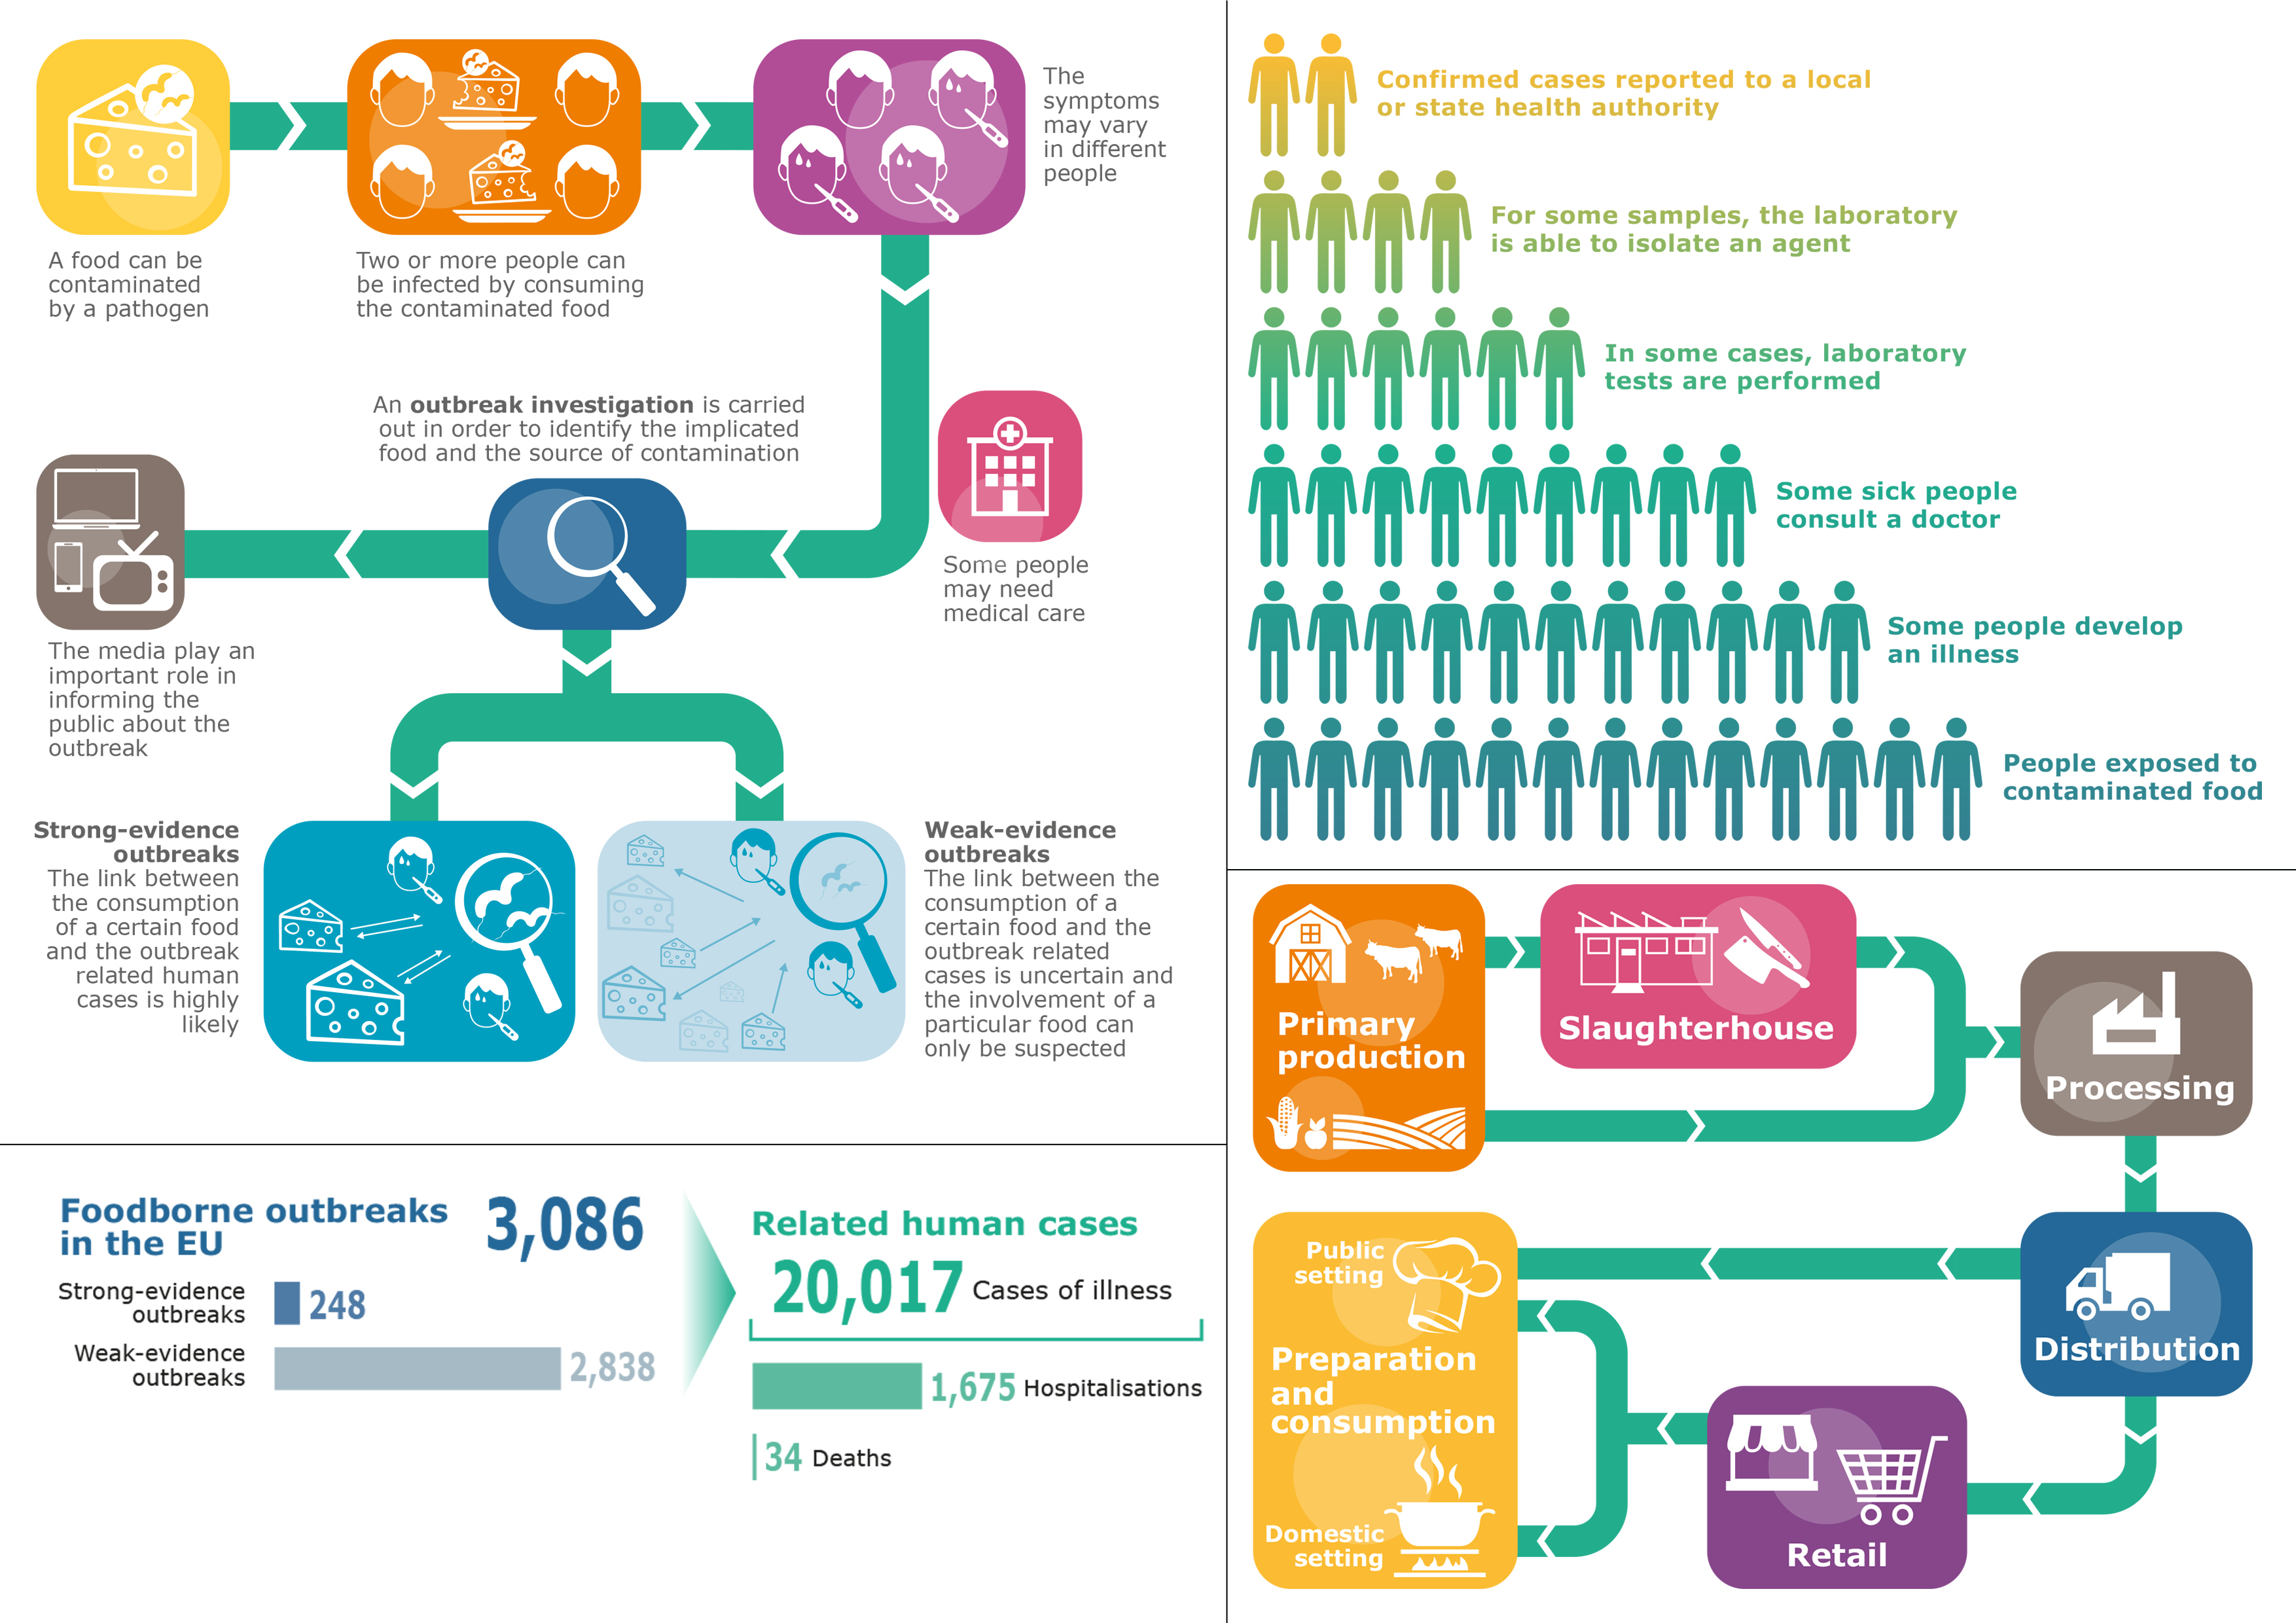 A food can be
contaminated
by a pathogen
Two or more people can
be infected by consuming
the contaminated food
The
symptoms
may vary
in different
people
An outbreak investigation is carried
out in order to identify the implicated
food and the source of contamination
Some people
may need
medical care
The media play an
important role in
informing the
public about the
outbreak
Strong-evidence
outbreaks
The link between
the consumption
of a certain food
and the outbreak
related human
cases is highly
likely
Weak-evidence
outbreaks
The link between the
consumption of a
certain food and the
outbreak related
cases is uncertain and
the involvement of a
particular food can
only be suspected
Foodborne outbreaks
in the EU
3,086
Strong-evidence
outbreaks
248
Weak-evidence
outbreaks
2,838
Related human cases
20,017 Cases of illness
1,675 Hospitalisations
34 Deaths
Confirmed cases reported to a local
or state health authority
For some samples, the laboratory
is able to isolate an agent
In some cases, laboratory
tests are performed
Some sick people
consult a doctor
Some people develop
an illness
People exposed to
contaminated food
Primary
production
Slaughterhouse
Processing
Distribution
Retail
Public
setting
Preparation
and
consumption
Domestic
setting